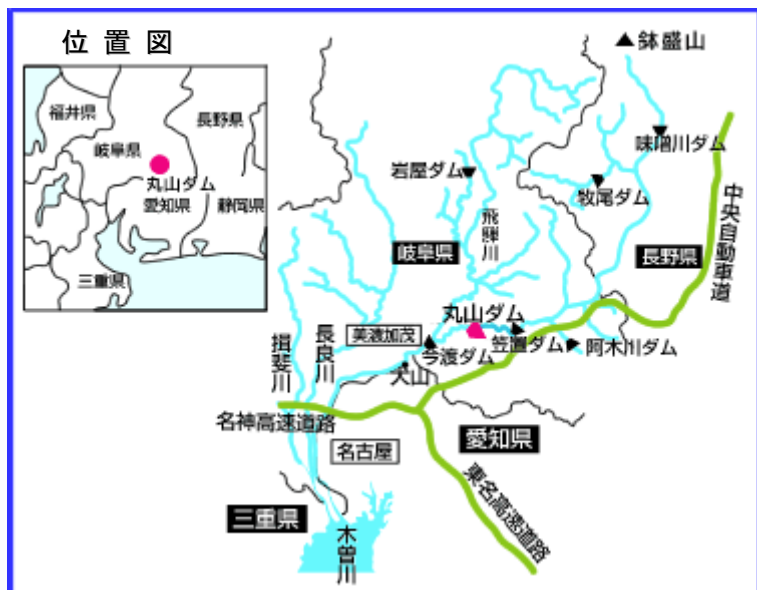 位置図
福井県
長野県
岐阜県
丸山ダム
愛知県
静岡県
三重県
鉢盛山
味噌川ダム
岩屋ダム
牧尾ダム
飛騨川
中央自動車道
岐阜県
長野県
丸山ダム
美濃加茂
長良川
揖斐川
今渡ダム
笠置ダム
阿木川ダム
犬山
名神高速道路
愛知県
名古屋
東名高速道路
三重県
木曽川